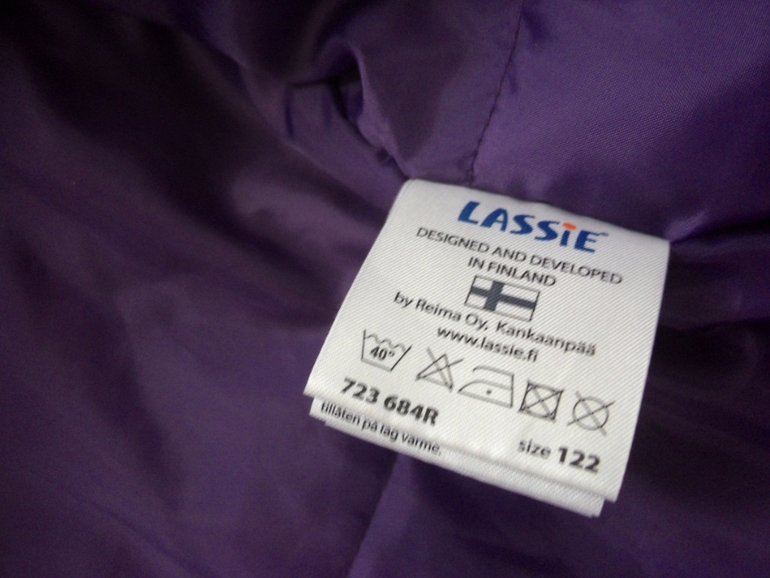 LASSiE
DESIGNED AND DEVELOPED
IN FINLAND
by Reima Oy, Kankaanpää
www.lassie.fi
40°
723 684R
size 122
tillåten på låg värme.